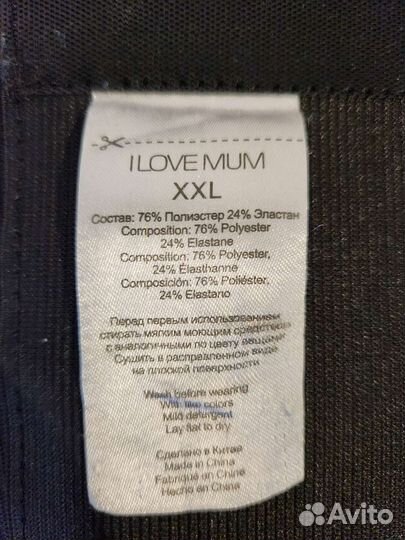 I LOVE MUM
XXL
Состав: 76% Полиэстер 24% Эластан
Composition: 76% Polyester
24% Elastane
Composition: 76% Polyester,
24% Élasthanne
Composición: 76% Poliéster,
24% Elastano
Перед первым использованием
стирать мягким моющим средством
с аналогичными по цвету вещами
Сушить в расправленном виде
на плоской поверхности
Wash before wearing
With like colors
Mild detergent
Lay flat to dry
Сделано в Китае
Made in China
Fabriqué en China
Hecho en China
Avito